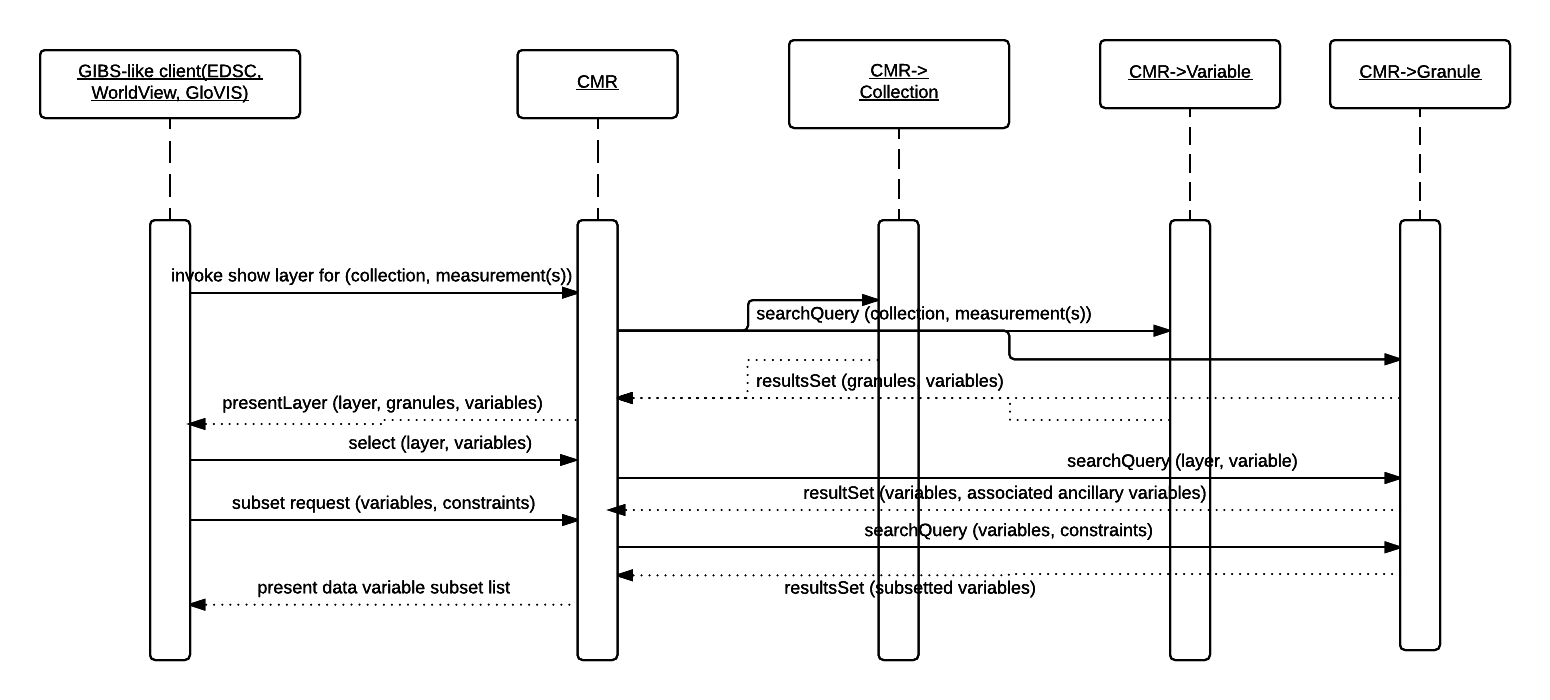 GIBS-like client(EDSC,
WorldView, GloVIS)
CMR
CMR->
Collection
CMR->Variable
CMR->Granule
invoke show layer for (collection, measurement(s))
searchQuery (collection, measurement(s))
resultsSet (granules, variables)
presentLayer (layer, granules, variables)
select (layer, variables)
searchQuery (layer, variable)
resultSet (variables, associated ancillary variables)
subset request (variables, constraints)
searchQuery (variables, constraints)
resultsSet (subsetted variables)
present data variable subset list